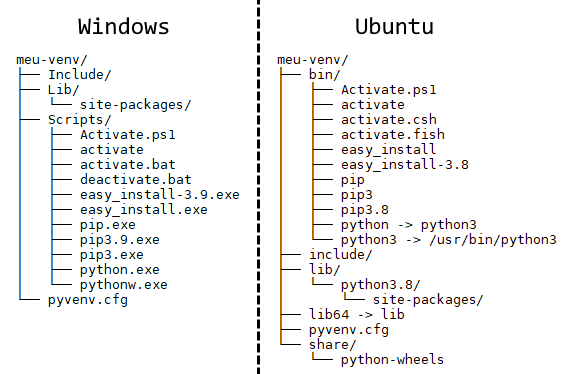 Windows
meu-venv/
├── Include/
├── Lib/
│   └── site-packages/
├── Scripts/
│   ├── Activate.ps1
│   ├── activate
│   ├── activate.bat
│   ├── deactivate.bat
│   ├── easy_install-3.9.exe
│   ├── easy_install.exe
│   ├── pip.exe
│   ├── pip3.9.exe
│   ├── pip3.exe
│   ├── python.exe
│   └── pythonw.exe
└── pyvenv.cfg
Ubuntu
meu-venv/
├── bin/
│   ├── Activate.ps1
│   ├── activate
│   ├── activate.csh
│   ├── activate.fish
│   ├── easy_install
│   ├── easy_install-3.8
│   ├── pip
│   ├── pip3
│   ├── pip3.8
│   ├── python -> python3
│   └── python3 -> /usr/bin/python3
├── include/
├── lib/
│   └── python3.8/
│       └── site-packages/
├── lib64 -> lib
├── pyvenv.cfg
└── share/
    └── python-wheels